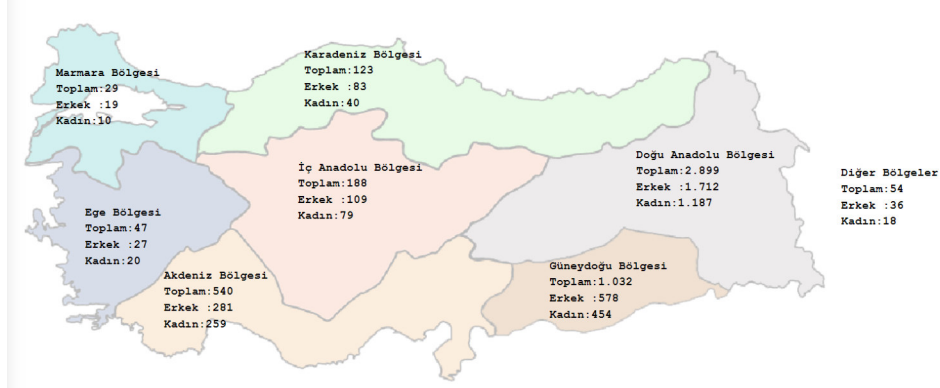 Karadeniz Bölgesi
Toplam:123
Erkek :83
Kadın:40
Marmara Bölgesi
Toplam:29
Erkek :19
Kadın:10
Doğu Anadolu Bölgesi
Toplam:2.899
Erkek :1.712
Kadın:1.187
İç Anadolu Bölgesi
Toplam:188
Erkek :109
Kadın:79
Diğer Bölgeler
Toplam:54
Erkek :36
Kadın:18
Ege Bölgesi
Toplam:47
Erkek :27
Kadın:20
Akdeniz Bölgesi
Toplam:540
Erkek :281
Kadın:259
Güneydoğu Bölgesi
Toplam:1.032
Erkek :578
Kadın:454